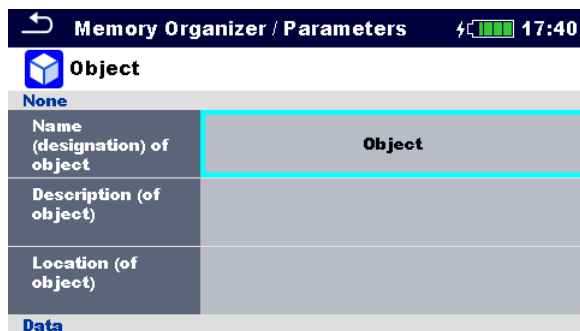 Memory Organizer / Parameters 17:40
Object
None
Name
(designation) of
object
Object
Description (of
object)
Location (of
object)
Data